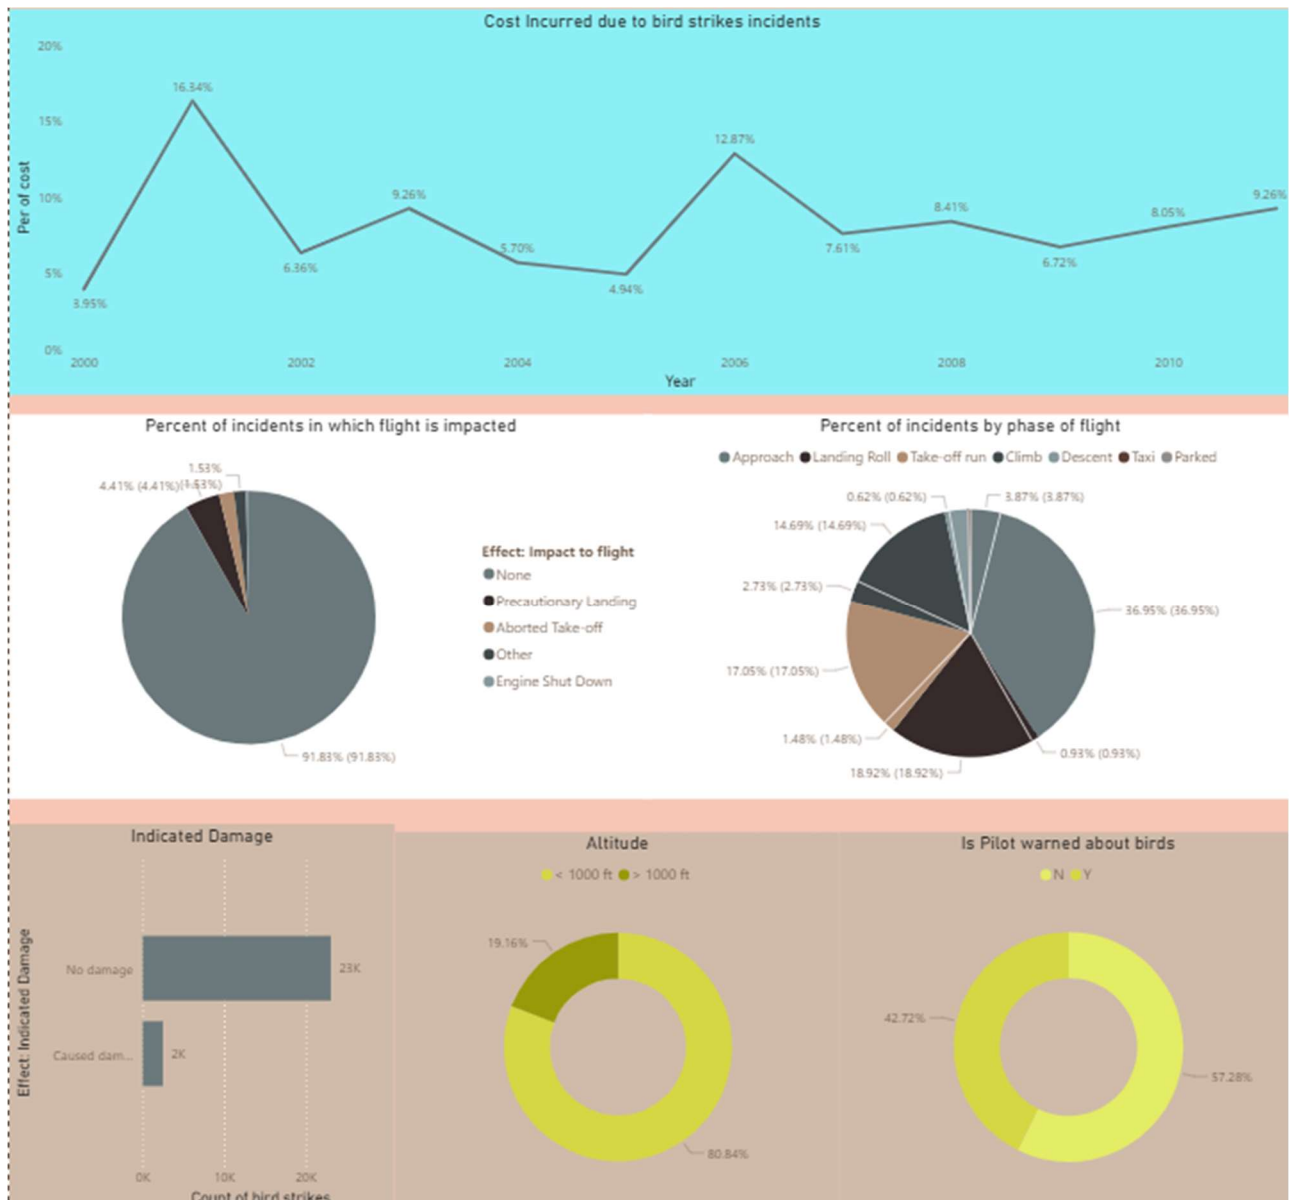 Cost Incurred due to bird strikes incidents
20%
16.34%
15%
12.87%
Per of cost
10%
9.26%
9.26%
8.41%
8.05%
5.70%
7.61%
6.72%
6.36%
5%
4.94%
3.95%
0%
2000 2002 2004 2006 2008 2010
Year
Percent of incidents in which flight is impacted
1.53%
4.41% (4.41%)(1.53%)
91.83% (91.83%)
Effect: Impact to flight
None
Precautionary Landing
Aborted Take-off
Other
Engine Shut Down
Percent of incidents by phase of flight
Approach Landing Roll Take-off run Climb Descent Taxi Parked
0.62% (0.62%) 3.87% (3.87%)
14.69% (14.69%)
2.73% (2.73%)
36.95% (36.95%)
17.05% (17.05%)
1.48% (1.48%)
0.93% (0.93%)
18.92% (18.92%)
Indicated Damage
Effect: Indicated Damage
No damage 23K
Caused dam... 2K
0K 10K 20K
Count of bird strikes
Altitude
< 1000 ft > 1000 ft
19.16%
80.84%
Is Pilot warned about birds
N Y
42.72%
57.28%